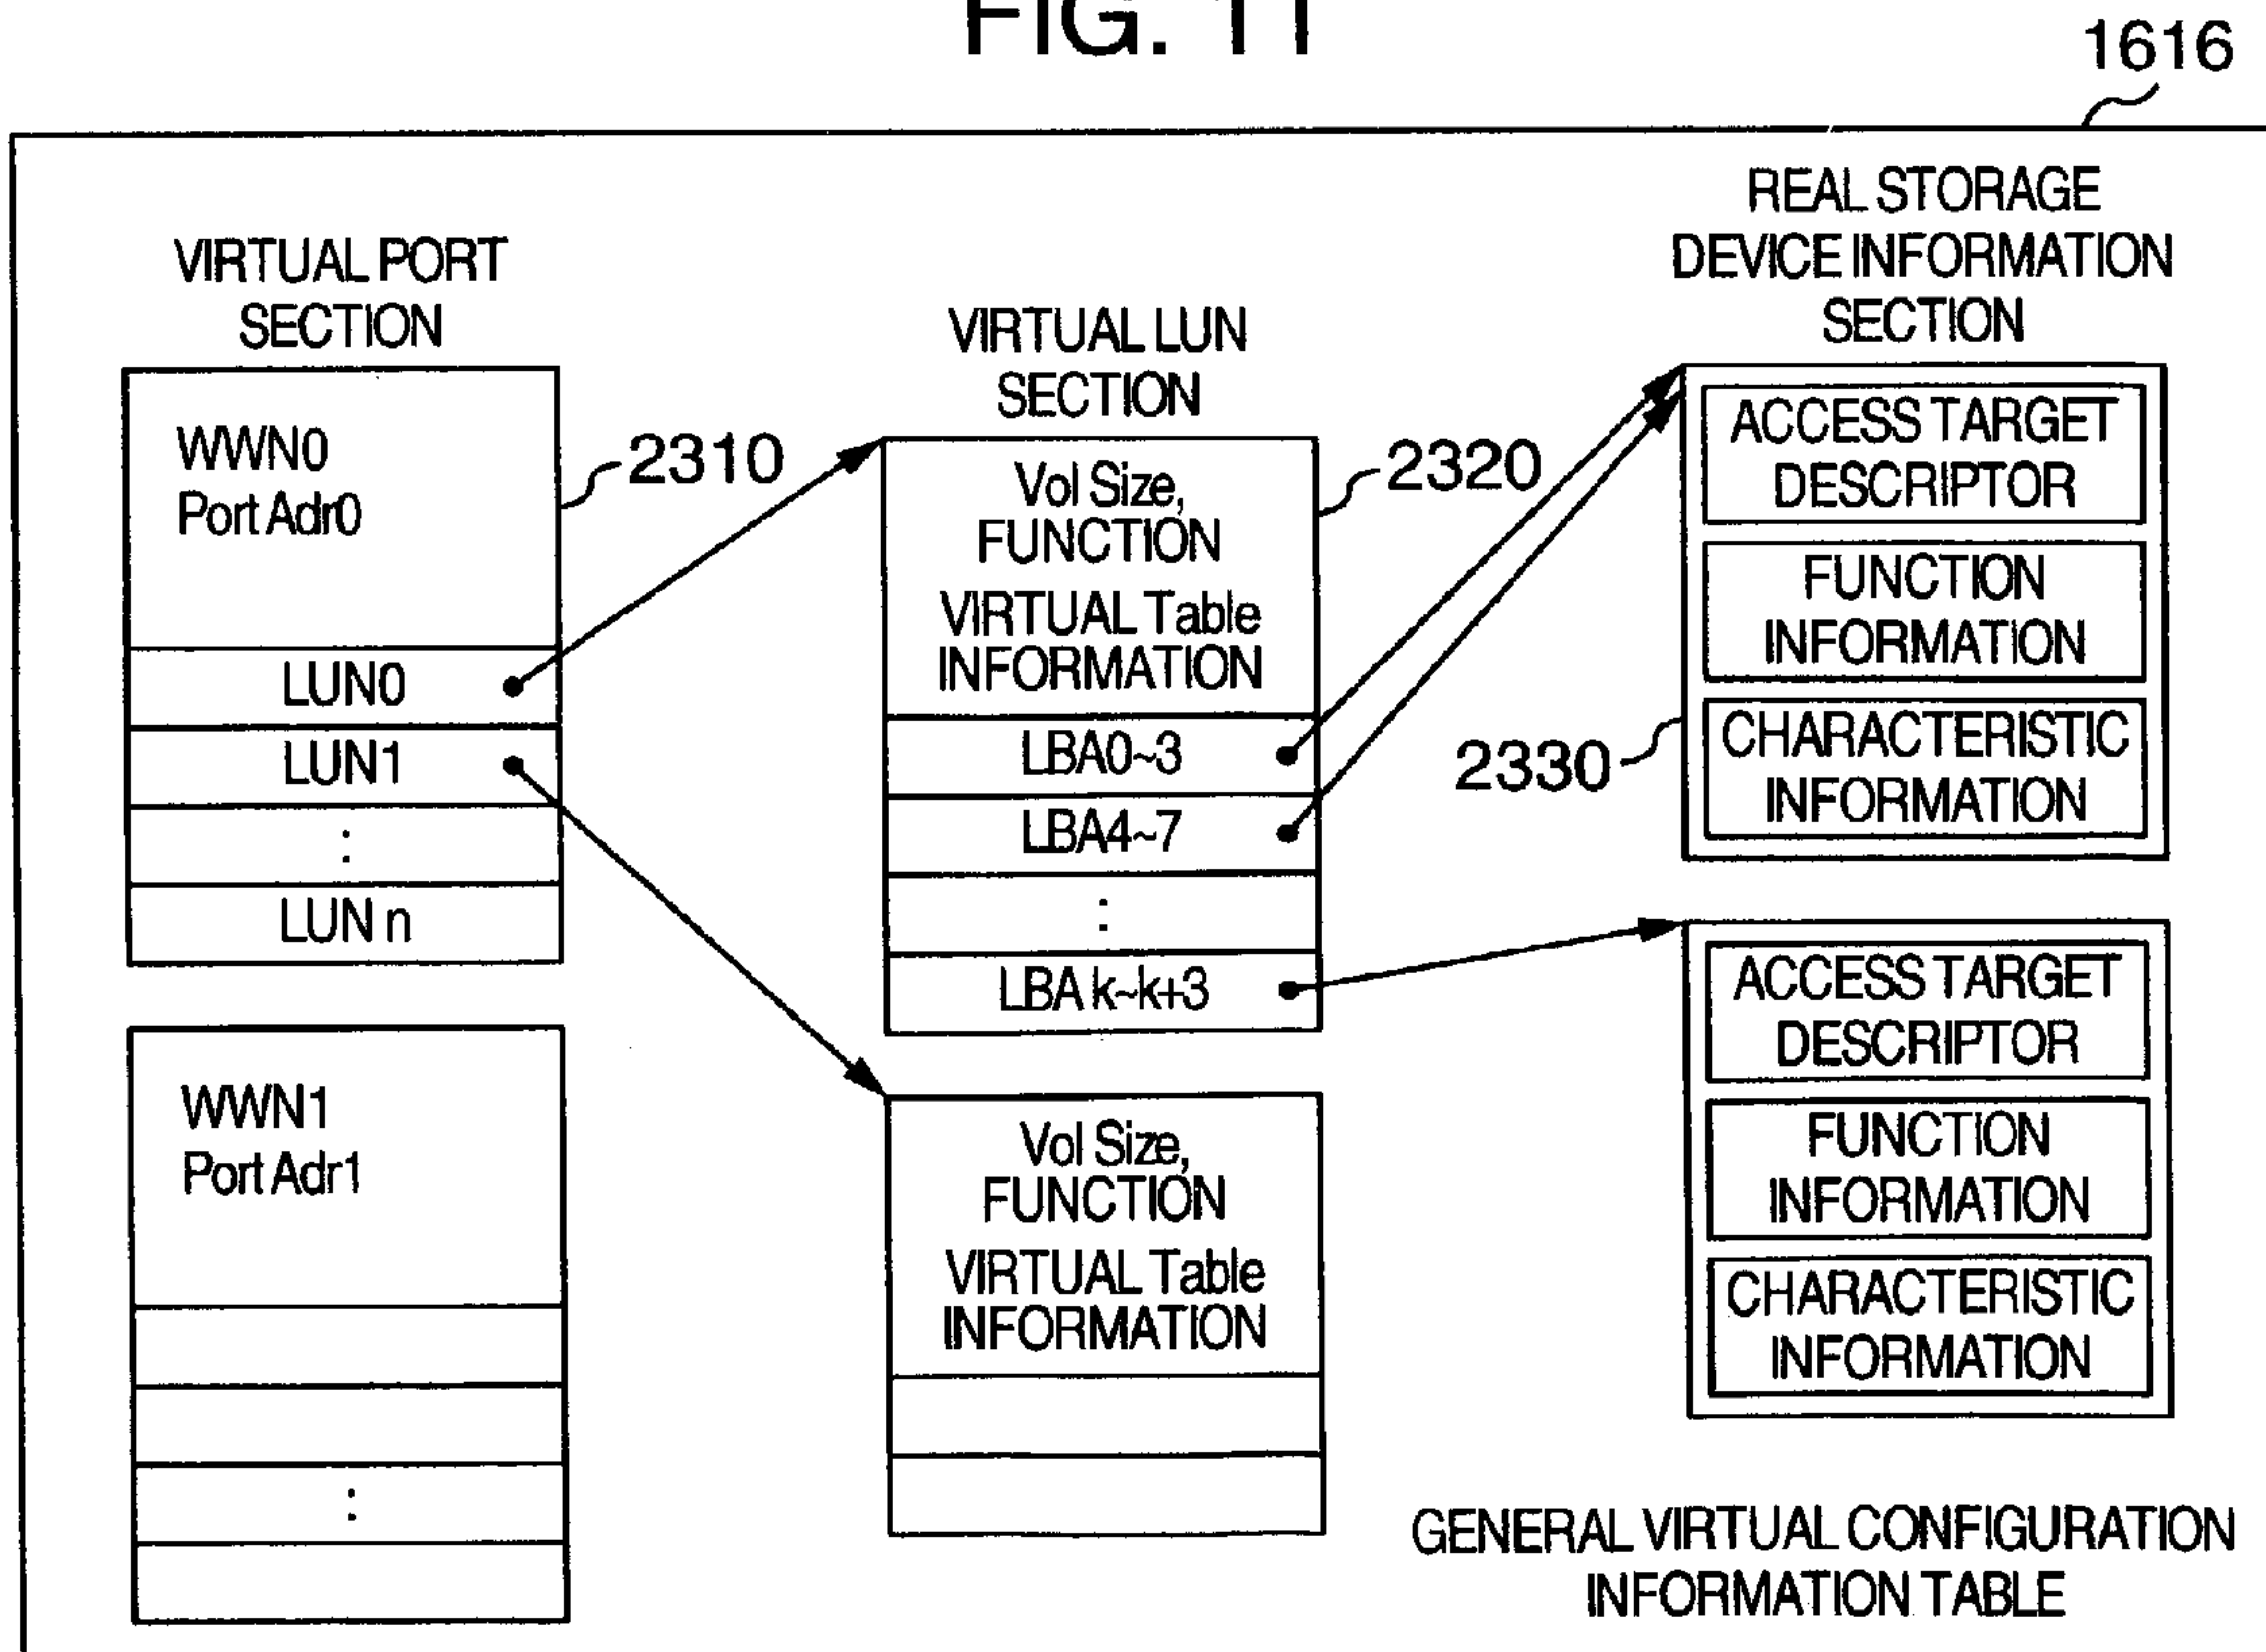 FIG. 11
1616
VIRTUAL PORT
SECTION
WWN0
Port Adr0
2310
LUN0
LUN1
:
LUN n
WWN1
Port Adr1
:
VIRTUAL LUN
SECTION
Vol Size,
FUNCTION
VIRTUAL Table
INFORMATION
2320
LBA0~3
LBA4~7
:
LBA k~k+3
Vol Size,
FUNCTION
VIRTUAL Table
INFORMATION
REAL STORAGE
DEVICE INFORMATION
SECTION
ACCESS TARGET
DESCRIPTOR
FUNCTION
INFORMATION
2330
CHARACTERISTIC
INFORMATION
ACCESS TARGET
DESCRIPTOR
FUNCTION
INFORMATION
CHARACTERISTIC
INFORMATION
GENERAL VIRTUAL CONFIGURATION
INFORMATION TABLE